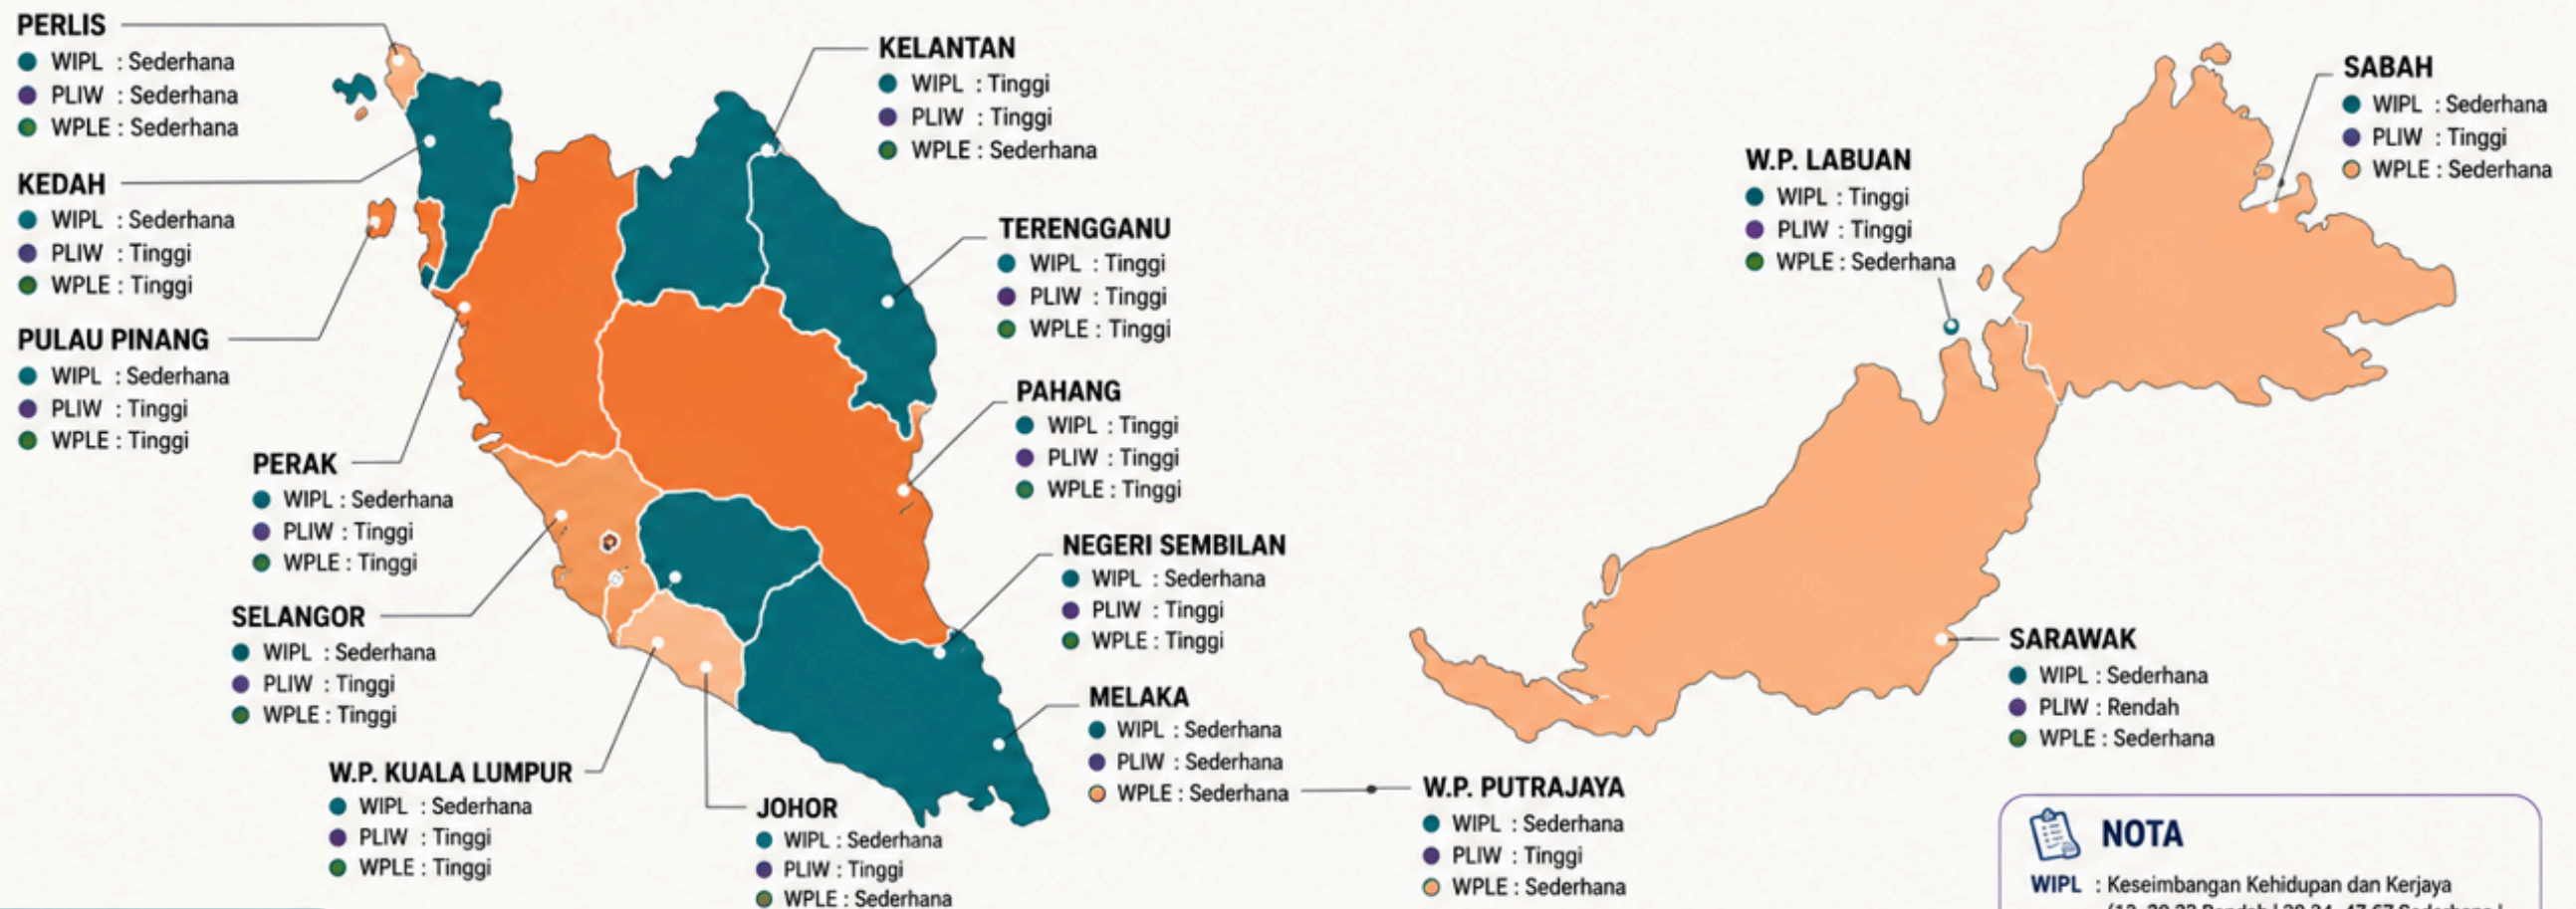 PERLIS
WIPL : Sederhana
PLIW : Sederhana
WPLE : Sederhana
KEDAH
WIPL : Sederhana
PLIW : Tinggi
WPLE : Tinggi
PULAU PINANG
WIPL : Sederhana
PLIW : Tinggi
WPLE : Tinggi
PERAK
WIPL : Sederhana
PLIW : Tinggi
WPLE : Tinggi
SELANGOR
WIPL : Sederhana
PLIW : Tinggi
WPLE : Tinggi
W.P. KUALA LUMPUR
WIPL : Sederhana
PLIW : Tinggi
WPLE : Tinggi
JOHOR
WIPL : Sederhana
PLIW : Tinggi
WPLE : Sederhana
KELANTAN
WIPL : Tinggi
PLIW : Tinggi
WPLE : Sederhana
TERENGGANU
WIPL : Tinggi
PLIW : Tinggi
WPLE : Tinggi
PAHANG
WIPL : Tinggi
PLIW : Tinggi
WPLE : Tinggi
NEGERI SEMBILAN
WIPL : Sederhana
PLIW : Tinggi
WPLE : Tinggi
MELAKA
WIPL : Sederhana
PLIW : Sederhana
WPLE : Sederhana
W.P. PUTRAJAYA
WIPL : Sederhana
PLIW : Tinggi
WPLE : Sederhana
W.P. LABUAN
WIPL : Tinggi
PLIW : Tinggi
WPLE : Sederhana
SABAH
WIPL : Sederhana
PLIW : Tinggi
WPLE : Sederhana
SARAWAK
WIPL : Sederhana
PLIW : Rendah
WPLE : Sederhana
NOTA
WIPL : Keseimbangan Kehidupan dan Kerjaya